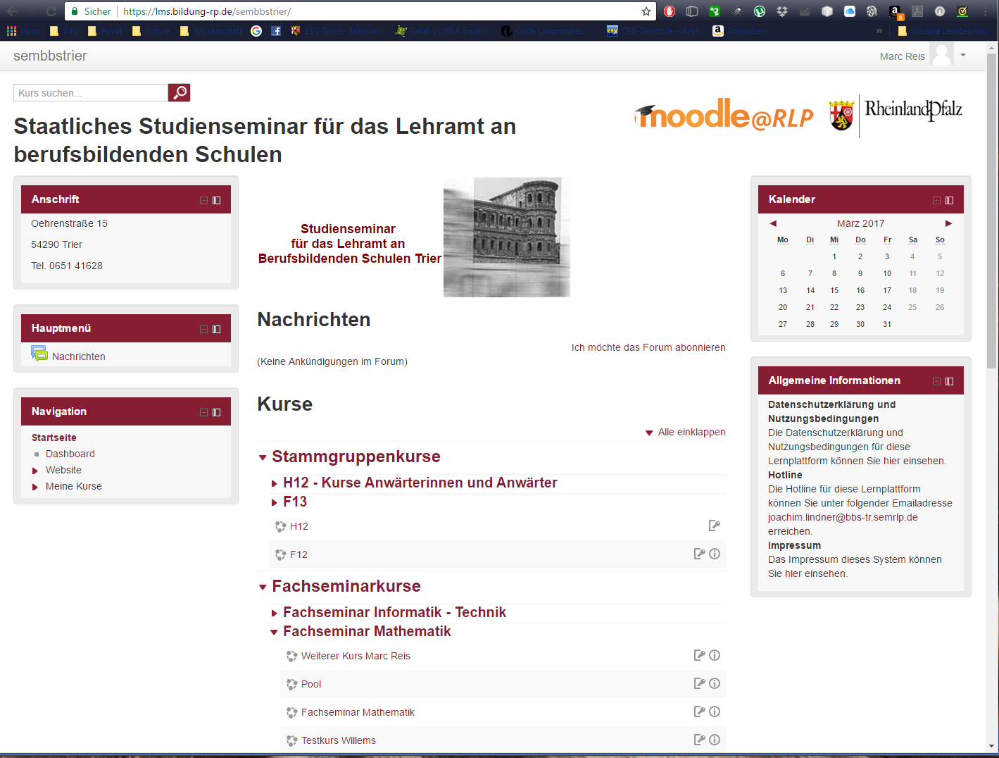 Sicher
https://lms.bildung-rp.de/sembbstrier/
Apps
Info
Privat
Schule
Wissenschaft
BBS-Server Rheinland
Catalin's XNA Experi
Code Laboratories
CSV-Direct.de » Arti
Anmelden
»
Weitere Lesezeichen
sembbstrier
Marc Reis
Kurs suchen...
moodle@RLP
RheinlandPfalz
Staatliches Studienseminar für das Lehramt an
berufsbildenden Schulen
Anschrift
Oehrenstraße 15
54290 Trier
Tel. 0651 41628
Hauptmenü
Nachrichten
Navigation
Startseite
Dashboard
Website
Meine Kurse
Studienseminar
für das Lehramt an
Berufsbildenden Schulen Trier
Nachrichten
Ich möchte das Forum abonnieren
(Keine Ankündigungen im Forum)
Kurse
Alle einklappen
Stammgruppenkurse
H12 - Kurse Anwärterinnen und Anwärter
F13
H12
F12
Fachseminarkurse
Fachseminar Informatik - Technik
Fachseminar Mathematik
Weiterer Kurs Marc Reis
Pool
Fachseminar Mathematik
Testkurs Willems
Kalender
März 2017
Mo Di Mi Do Fr Sa So
1 2 3 4 5
6 7 8 9 10 11 12
13 14 15 16 17 18 19
20 21 22 23 24 25 26
27 28 29 30 31
Allgemeine Informationen
Datenschutzerklärung und
Nutzungsbedingungen
Die Datenschutzerklärung und
Nutzungsbedingungen für diese
Lernplattform können Sie hier einsehen.
Hotline
Die Hotline für diese Lernplattform
können Sie unter folgender Emailadresse
joachim.lindner@bbs-tr.semrlp.de
erreichen.
Impressum
Das Impressum dieses System können
Sie hier einsehen.